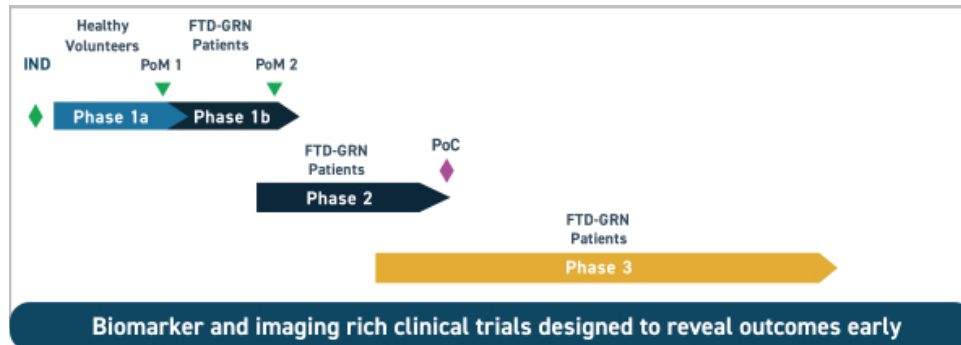 Healthy
Volunteers
FTD-GRN
Patients
IND
PoM 1
PoM 2
Phase 1a
Phase 1b
FTD-GRN
Patients
PoC
Phase 2
FTD-GRN
Patients
Phase 3
Biomarker and imaging rich clinical trials designed to reveal outcomes early